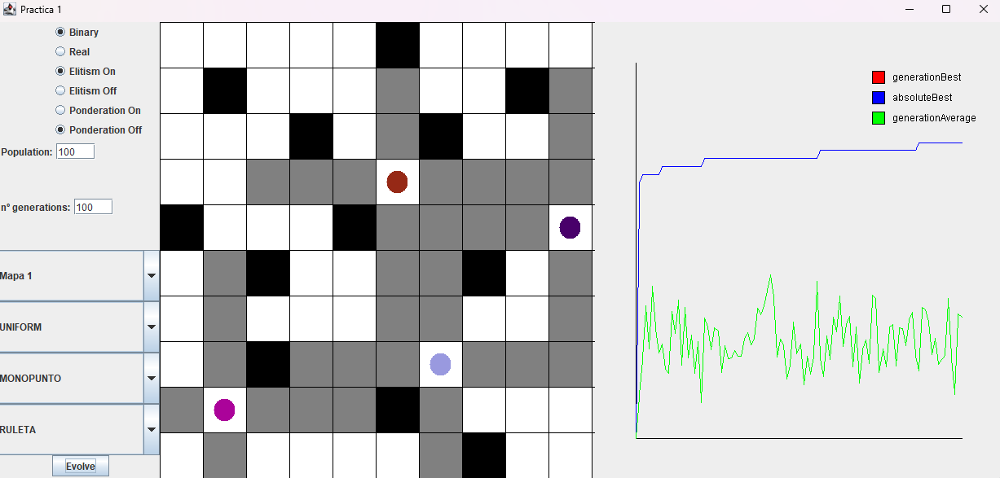 Practica 1
Binary
Real
Elitism On
Elitism Off
Ponderation On
Ponderation Off
Population: 100
nº generations: 100
Mapa 1
UNIFORM
MONOPUNTO
RULETA
Evolve
generationBest
absoluteBest
generationAverage